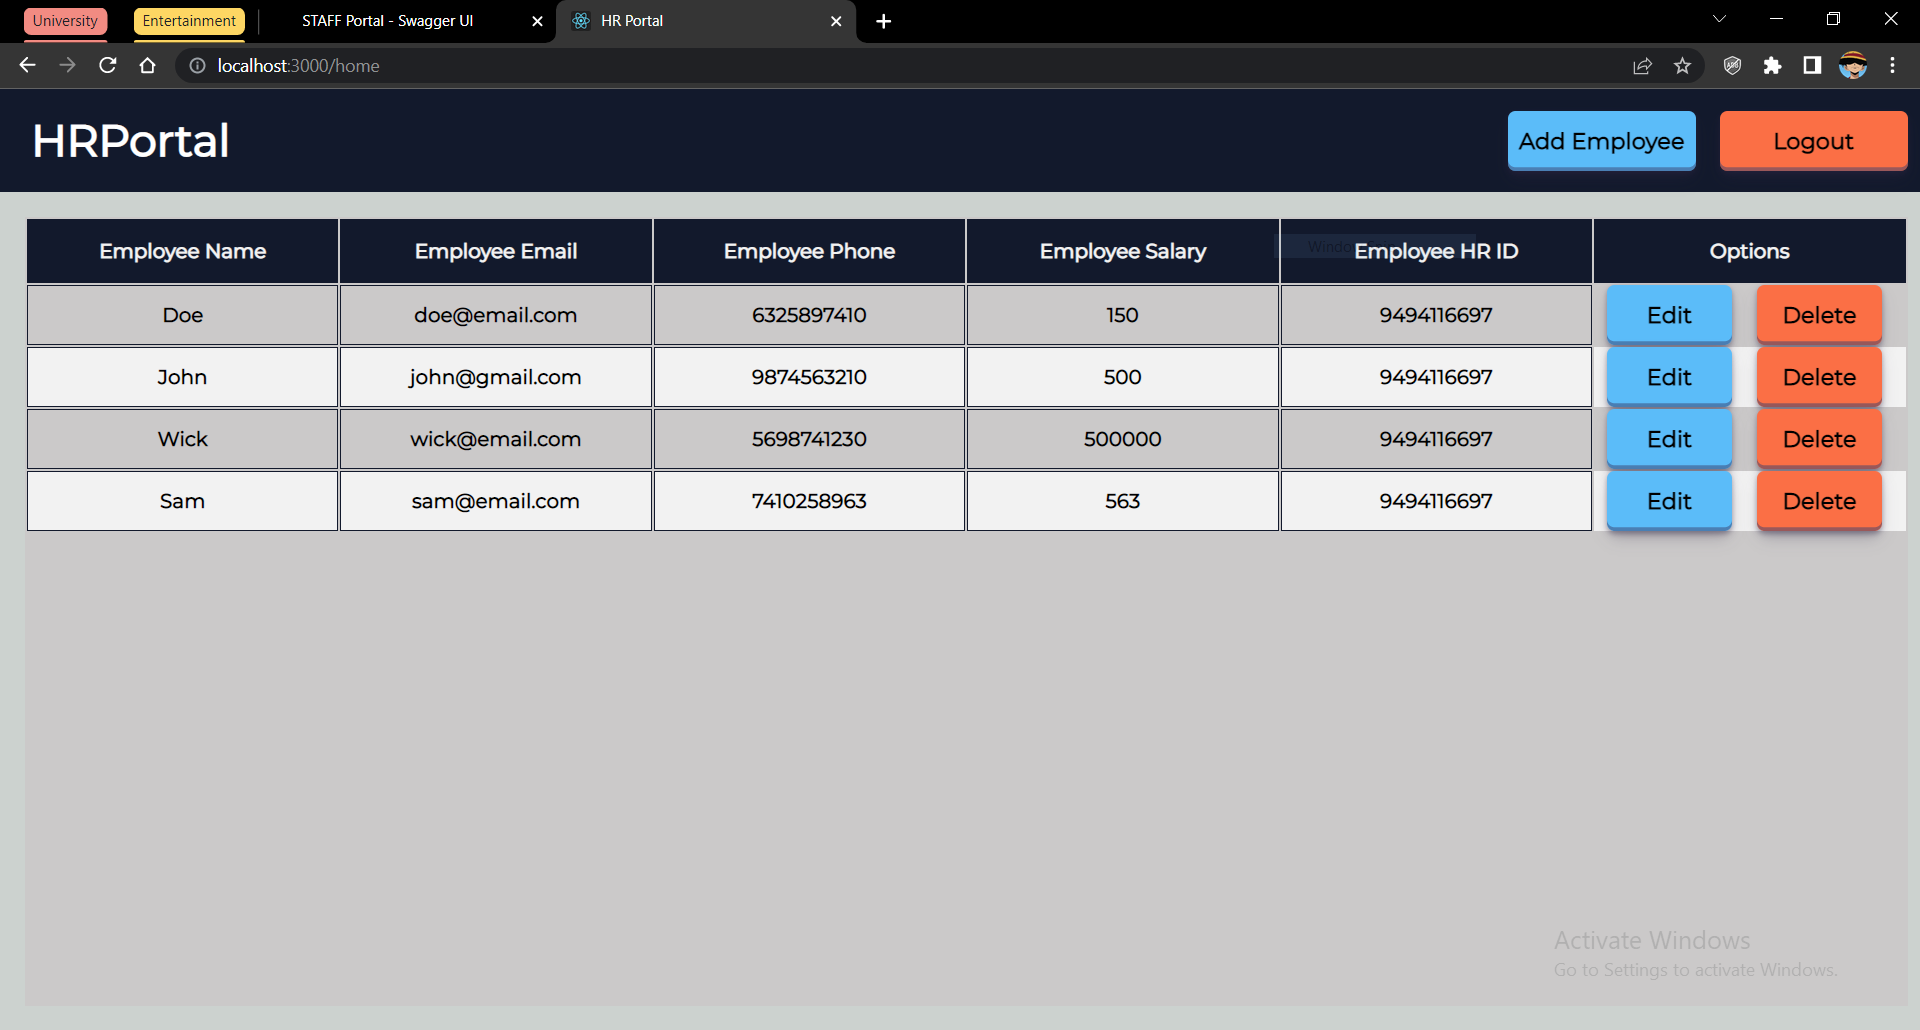 University Entertainment STAFF Portal - Swagger UI HR Portal
localhost:3000/home
HRPortal Add Employee Logout
Employee Name Employee Email Employee Phone Employee Salary Employee HR ID Options
Doe doe@email.com 6325897410 150 9494116697 Edit Delete
John john@gmail.com 9874563210 500 9494116697 Edit Delete
Wick wick@email.com 5698741230 500000 9494116697 Edit Delete
Sam sam@email.com 7410258963 563 9494116697 Edit Delete
Activate Windows
Go to Settings to activate Windows.